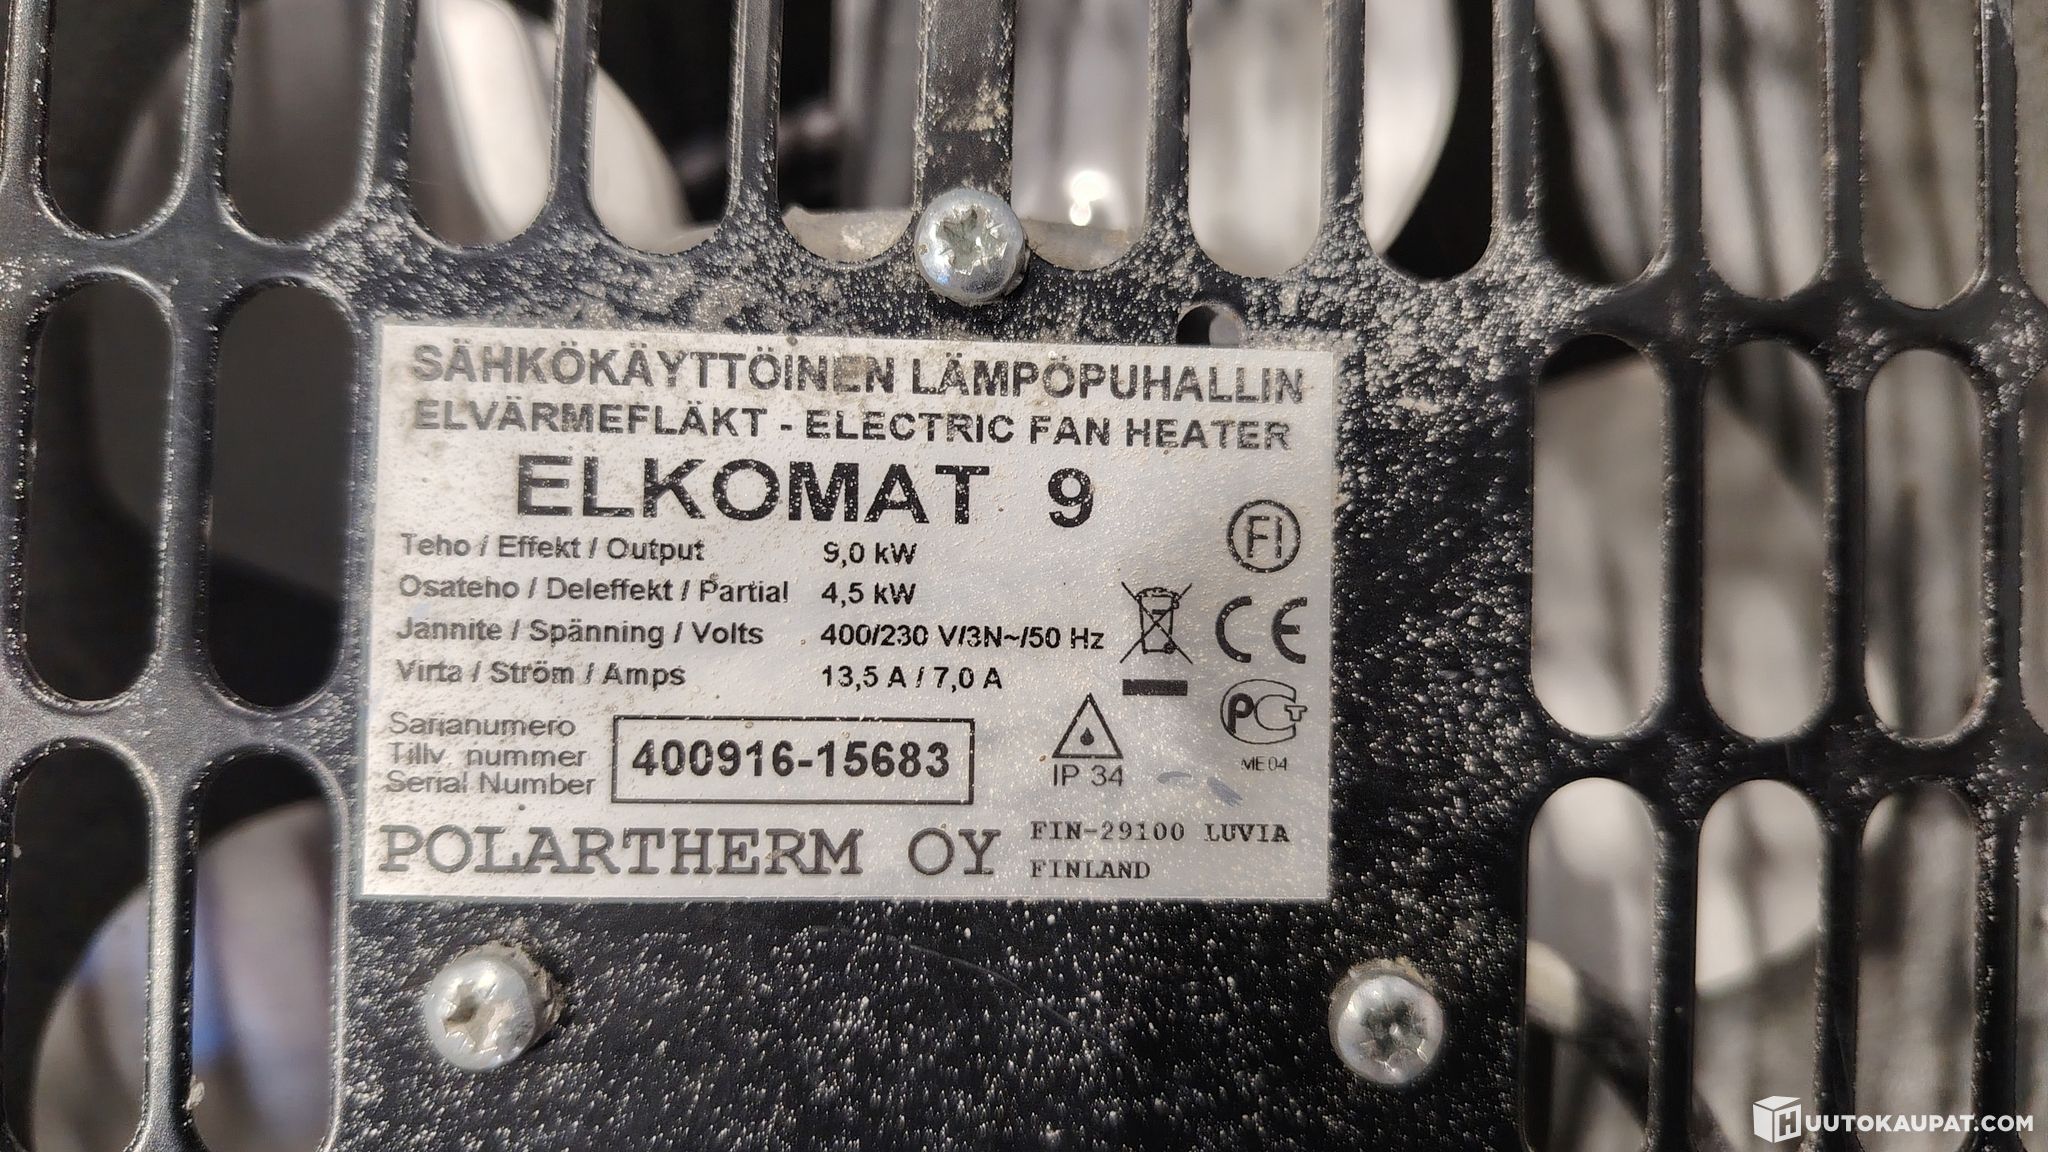 SÄHKÖKÄYTTÖINEN LÄMPÖPUHALLIN
ELVÄRMEFLÄKT - ELECTRIC FAN HEATER
ELKOMAT 9
Teho / Effekt / Output 9,0 kW
Osateho / Deleffekt / Partial 4,5 kW
Jännite / Spänning / Volts 400/230 V/3N~/50 Hz
Virta / Ström / Amps 13,5 A / 7,0 A
FI
CE
PCT
ME04
IP 34
Sarjanumero
Tillv. nummer
Serial Number
400916-15683
POLARTHERM OY
FIN-29100 LUVIA
FINLAND
HUUTOKAUPAT.COM